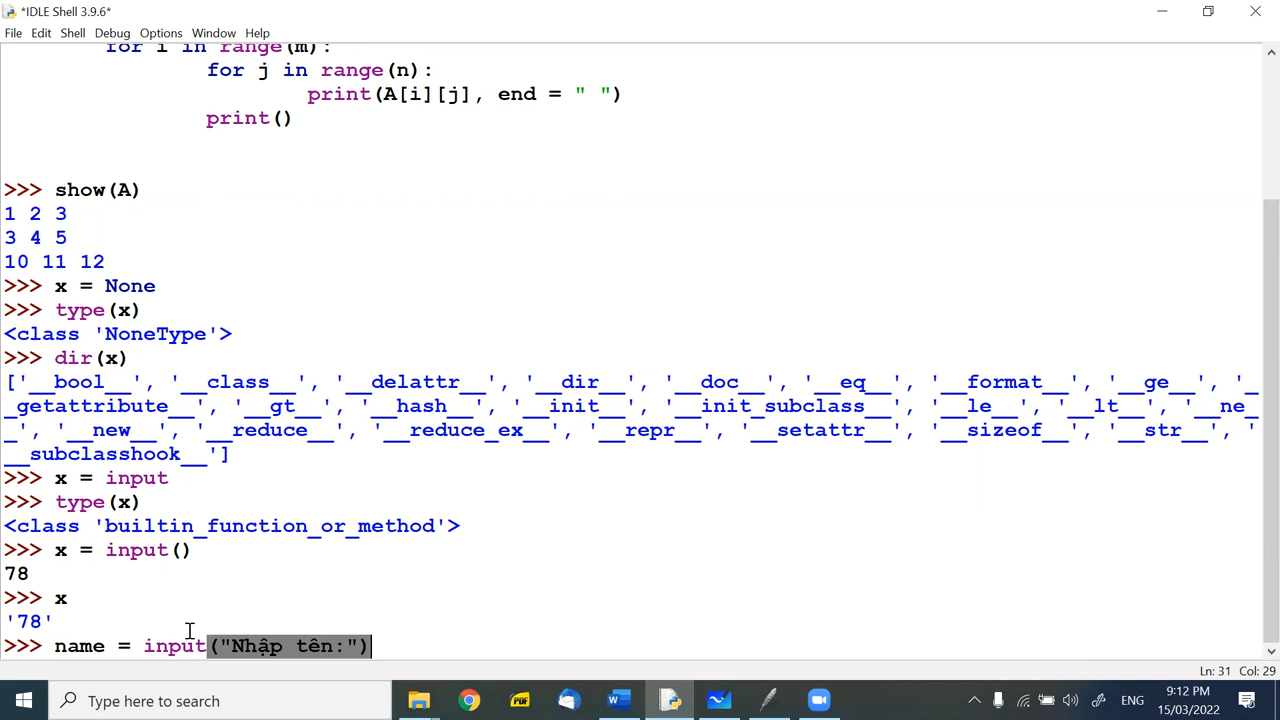 *IDLE Shell 3.9.6*
File Edit Shell Debug Options Window Help
for i in range(m):
for j in range(n):
print(A[i][j], end = " ")
print()
>>> show(A)
1 2 3
3 4 5
10 11 12
>>> x = None
>>> type(x)
<class 'NoneType'>
>>> dir(x)
['__bool__', '__class__', '__delattr__', '__dir__', '__doc__', '__eq__', '__format__', '__ge__', '_
_getattribute__', '__gt__', '__hash__', '__init__', '__init_subclass__', '__le__', '__lt__', '__ne_
_', '__new__', '__reduce__', '__reduce_ex__', '__repr__', '__setattr__', '__sizeof__', '__str__', '
__subclasshook__']
>>> x = input
>>> type(x)
<class 'builtin_function_or_method'>
>>> x = input()
78
>>> x
'78'
>>> name = input("Nhập tên:")
Ln: 31 Col: 29
Type here to search
PDF
ENG
9:12 PM
15/03/2022